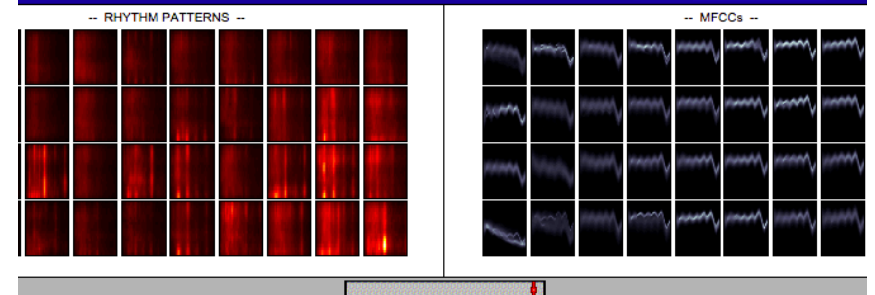 -- RHYTHM PATTERNS --
-- MFCCs --